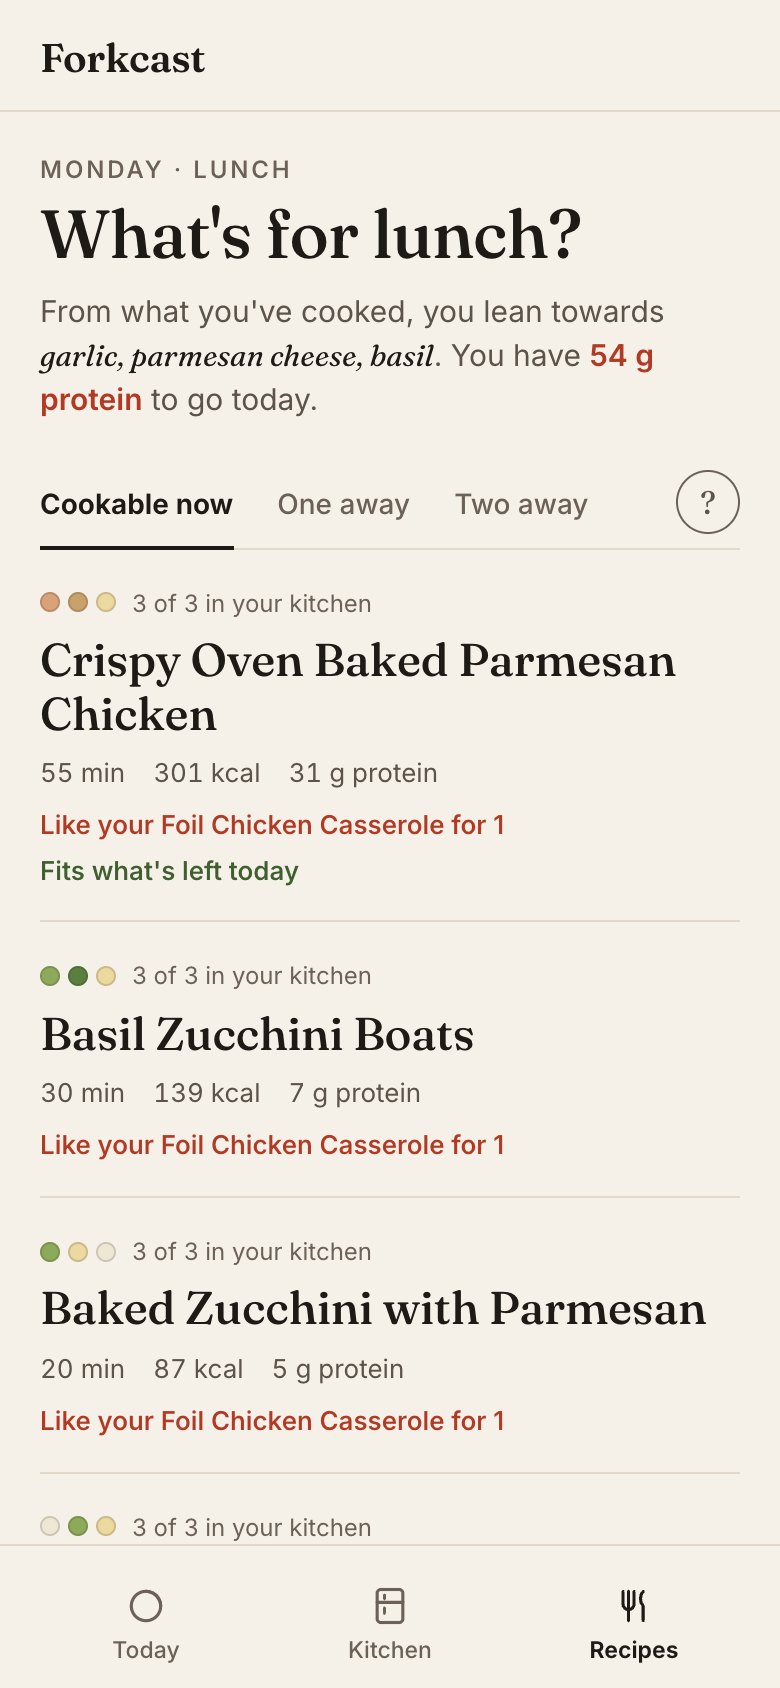 Forkcast
MONDAY · LUNCH
What's for lunch?
From what you've cooked, you lean towards
garlic, parmesan cheese, basil. You have 54 g
protein to go today.
Cookable now One away Two away ?
3 of 3 in your kitchen
Crispy Oven Baked Parmesan
Chicken
55 min 301 kcal 31 g protein
Like your Foil Chicken Casserole for 1
Fits what's left today
3 of 3 in your kitchen
Basil Zucchini Boats
30 min 139 kcal 7 g protein
Like your Foil Chicken Casserole for 1
3 of 3 in your kitchen
Baked Zucchini with Parmesan
20 min 87 kcal 5 g protein
Like your Foil Chicken Casserole for 1
3 of 3 in your kitchen
Today Kitchen Recipes